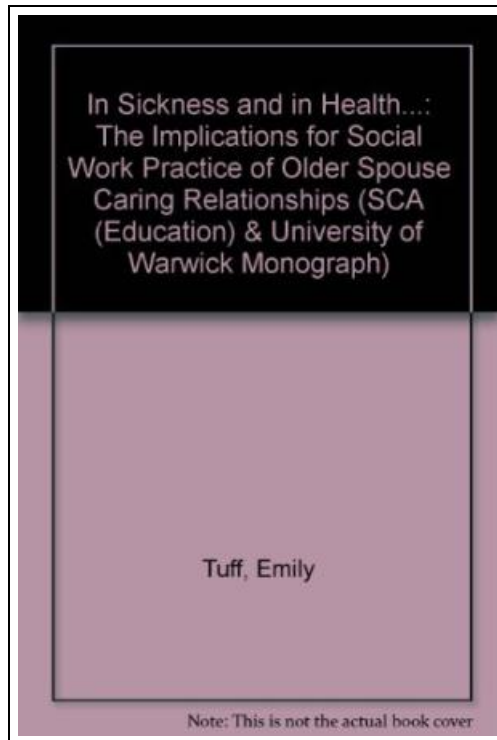 In Sickness and in Health...:
The Implications for Social
Work Practice of Older Spouse
Caring Relationships (SCA
(Education) & University of
Warwick Monograph)
Tuff, Emily
Note: This is not the actual book cover